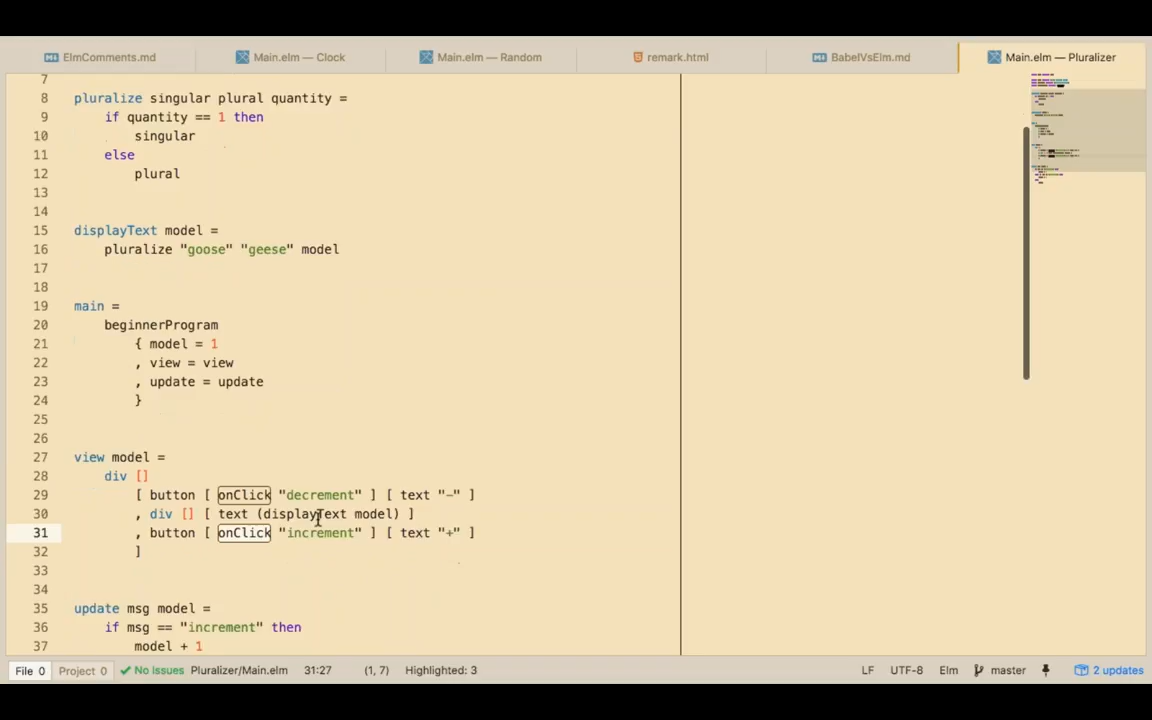 ElmComments.md
Main.elm — Clock
Main.elm — Random
remark.html
BabelVsElm.md
Main.elm — Pluralizer
7
8 pluralize singular plural quantity =
9 if quantity == 1 then
10 singular
11 else
12 plural
13
14
15 displayText model =
16 pluralize "goose" "geese" model
17
18
19 main =
20 beginnerProgram
21 { model = 1
22 , view = view
23 , update = update
24 }
25
26
27 view model =
28 div []
29 [ button [ onClick "decrement" ] [ text "-" ]
30 , div [] [ text (displayText model) ]
31 , button [ onClick "increment" ] [ text "+" ]
32 ]
33
34
35 update msg model =
36 if msg == "increment" then
37 model + 1
File 0 Project 0 No Issues Pluralizer/Main.elm 31:27 (1, 7) Highlighted: 3 LF UTF-8 Elm master 2 updates